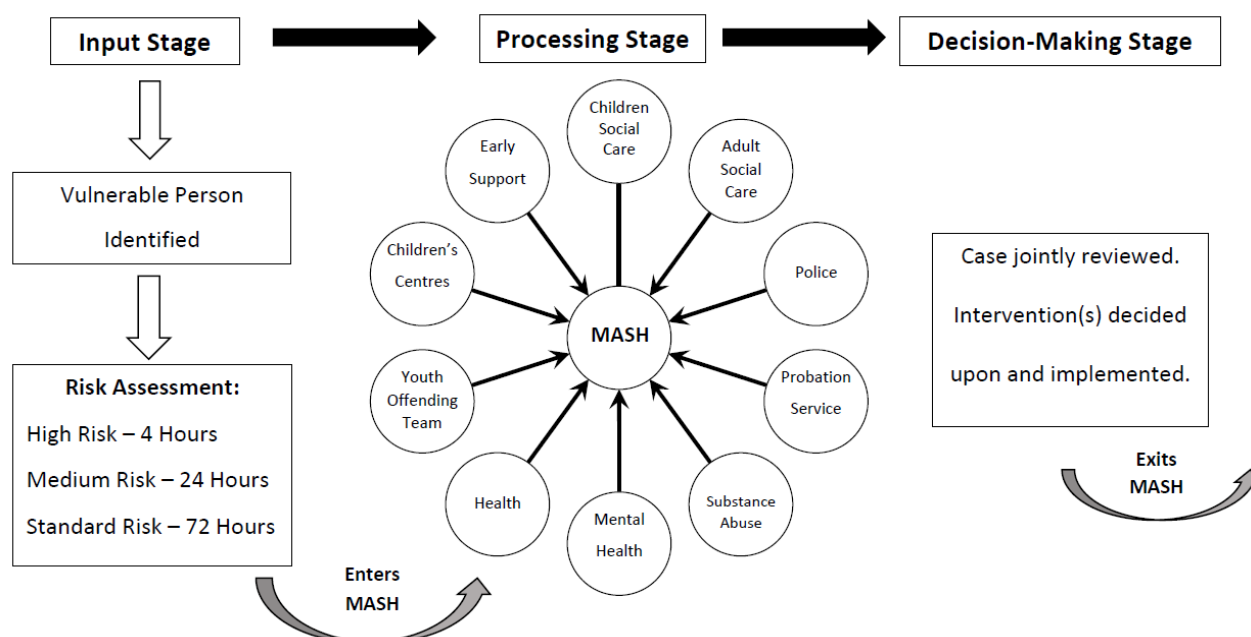 Input Stage
Processing Stage
Decision-Making Stage
Vulnerable Person
Identified
Risk Assessment:
High Risk – 4 Hours
Medium Risk – 24 Hours
Standard Risk – 72 Hours
Enters
MASH
Children
Social
Care
Adult
Social
Care
Police
Probation
Service
Substance
Abuse
Mental
Health
Health
Youth
Offending
Team
Children’s
Centres
Early
Support
MASH
Case jointly reviewed.
Intervention(s) decided
upon and implemented.
Exits
MASH